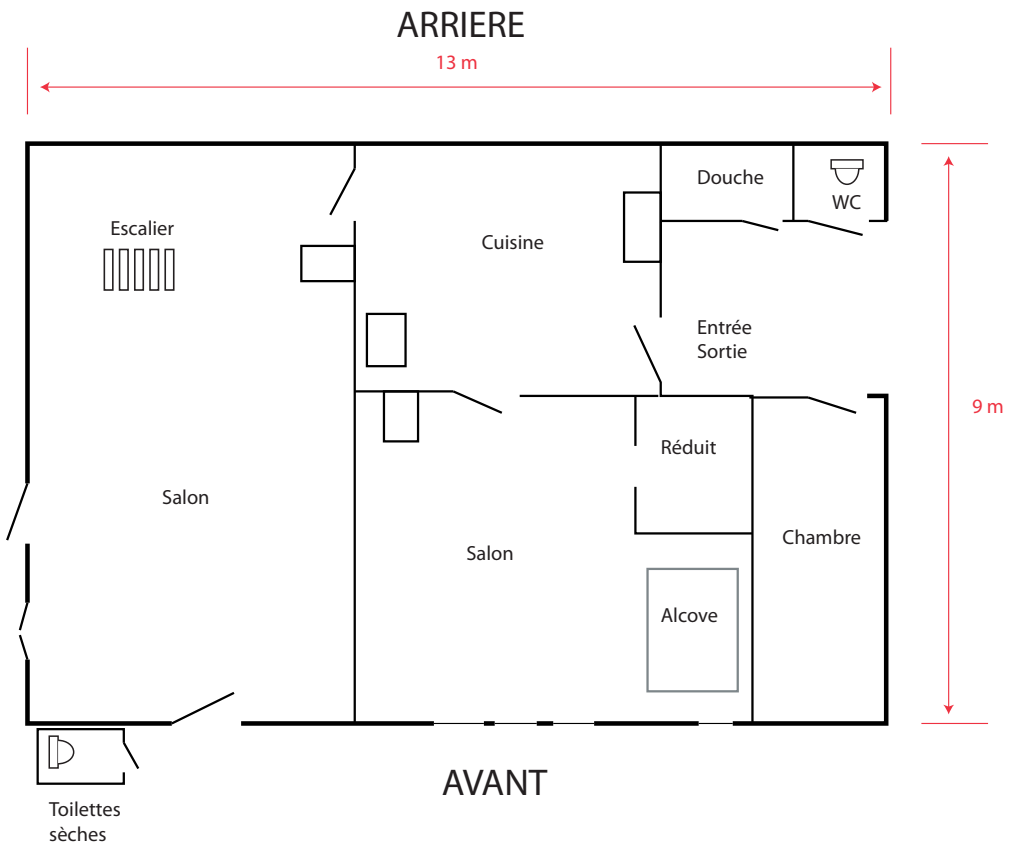 ARRIERE
13 m
Douche
WC
Escalier
Cuisine
Entrée
Sortie
9 m
Réduit
Salon
Chambre
Salon
Alcove
AVANT
Toilettes
sèches